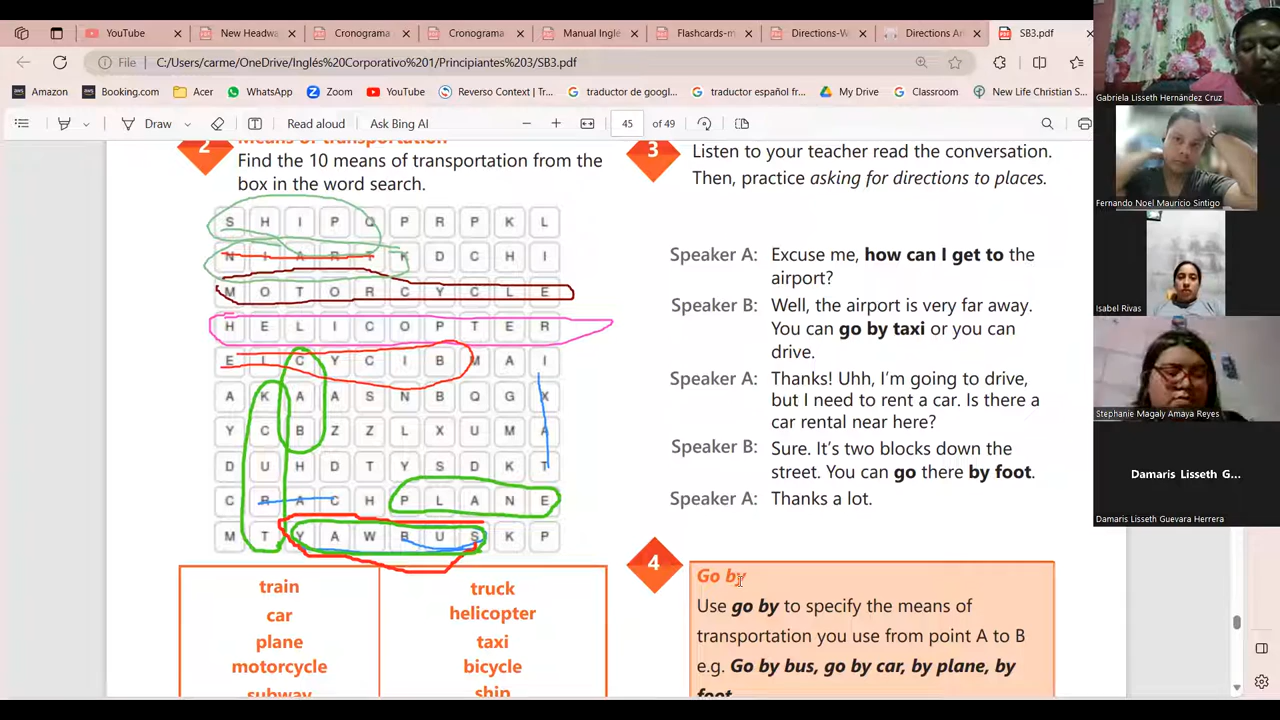 YouTube
New Headwa
Cronograma
Cronograma
Manual Inglé
Flashcards-m
Directions-W
Directions An
SB3.pdf
File
C:/Users/carme/OneDrive/Inglés%20Corporativo%201/Principiantes%203/SB3.pdf
Amazon
Booking.com
Acer
WhatsApp
Zoom
YouTube
Reverso Context | Tr...
traductor de googl...
traductor español fr...
My Drive
Classroom
New Life Christian S...
Draw
Read aloud
Ask Bing AI
45
of 49
2
Means of transportation
Find the 10 means of transportation from the
box in the word search.
S H I P Q P R P K L
N I A R T K D C H I
M O T O R C Y C L E
H E L I C O P T E R
E L C Y C I B M A I
A K A A S N B Q G X
Y C B Z Z L X U M A
D U H D T Y S D K T
C R A C H P L A N E
M T Y A W B U S K P
train
truck
car
helicopter
plane
taxi
motorcycle
bicycle
subway
ship
3
Listen to your teacher read the conversation.
Then, practice asking for directions to places.
Speaker A: Excuse me, how can I get to the
airport?
Speaker B: Well, the airport is very far away.
You can go by taxi or you can
drive.
Speaker A: Thanks! Uhh, I'm going to drive,
but I need to rent a car. Is there a
car rental near here?
Speaker B: Sure. It's two blocks down the
street. You can go there by foot.
Speaker A: Thanks a lot.
4
Go by
Use go by to specify the means of
transportation you use from point A to B
e.g. Go by bus, go by car, by plane, by
foot
Gabriela Lisseth Hernández Cruz
Fernando Noel Mauricio Sintigo
Isabel Rivas
Stephanie Magaly Amaya Reyes
Damaris Lisseth G...
Damaris Lisseth Guevara Herrera